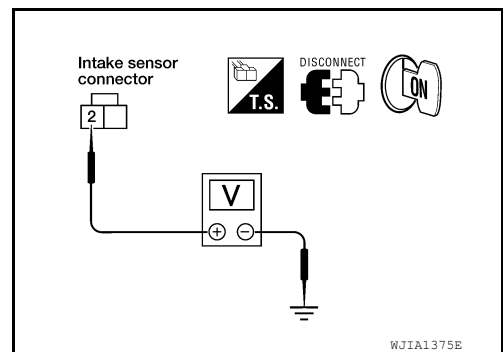 Intake sensor
connector
2
T.S.
DISCONNECT
ON
V
+ −
WJIA1375E